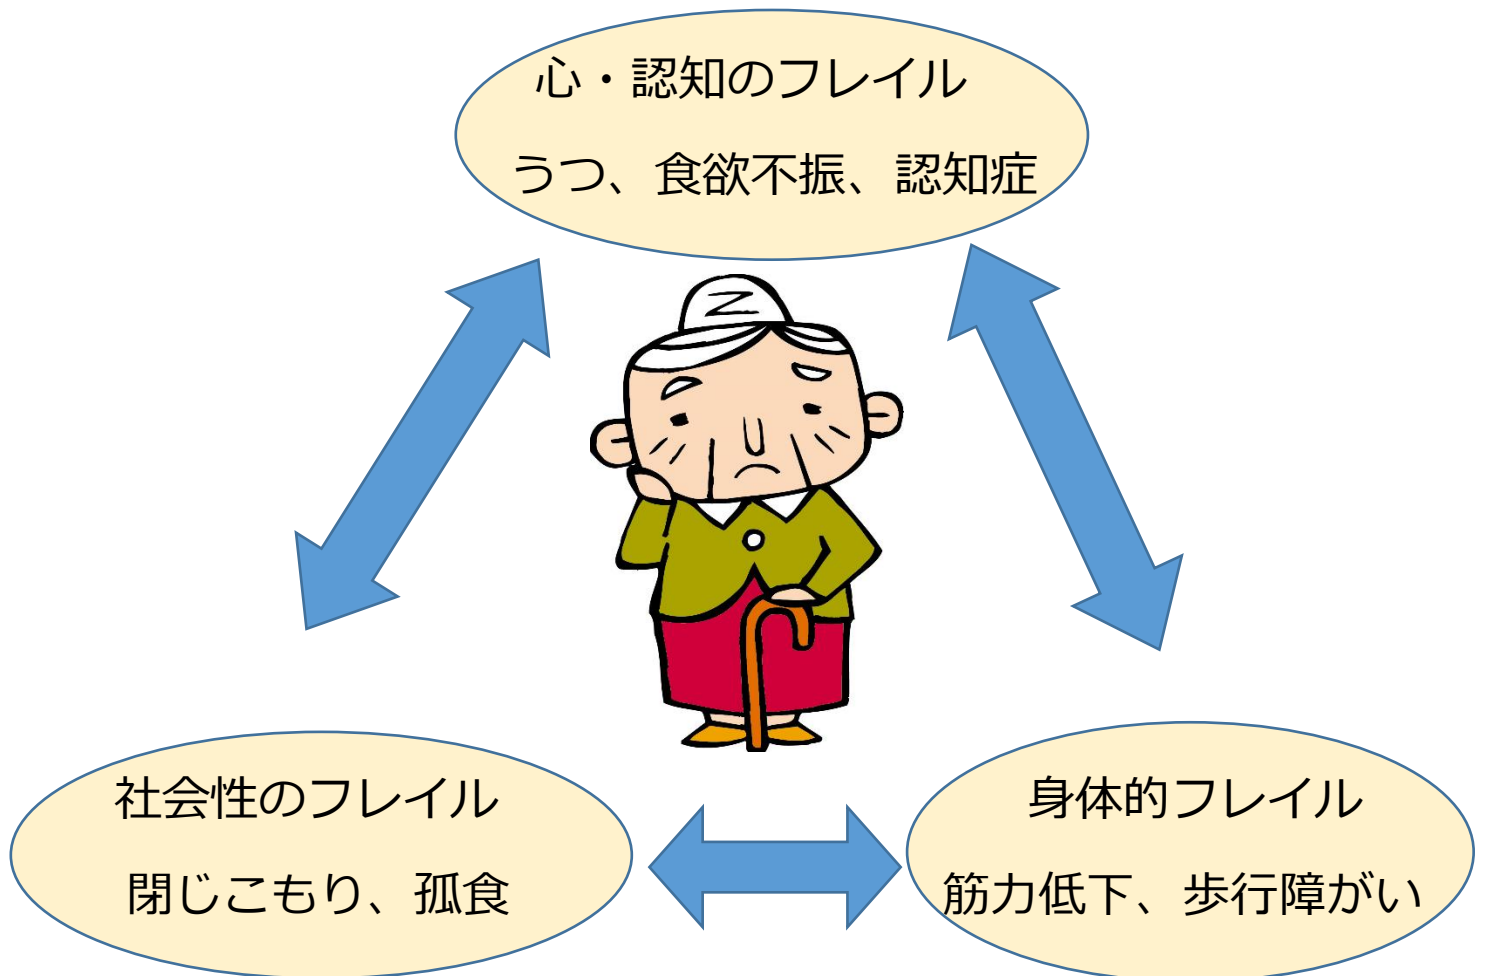 心・認知のフレイル
うつ、食欲不振、認知症
社会性のフレイル
閉じこもり、孤食
身体的フレイル
筋力低下、歩行障がい